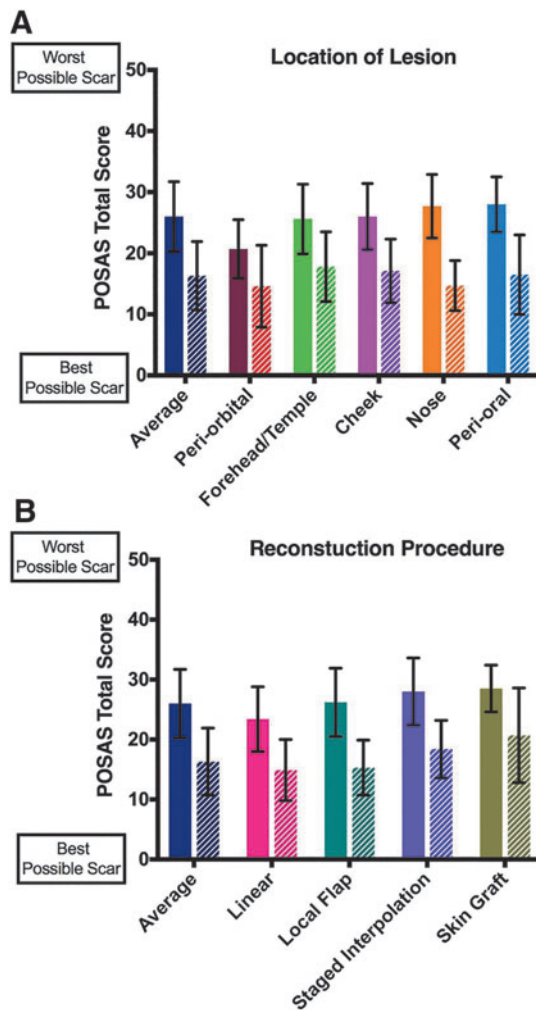 A
Worst
Possible Scar
Location of Lesion
50
40
30
20
10
0
POSAS Total Score
Best
Possible Scar
Average
Peri-orbital
Forehead/Temple
Cheek
Nose
Peri-oral
B
Worst
Possible Scar
Reconstuction Procedure
50
40
30
20
10
0
POSAS Total Score
Best
Possible Scar
Average
Linear
Local Flap
Staged Interpolation
Skin Graft